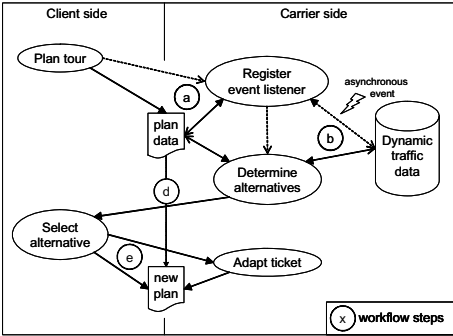 Client side
Carrier side
Plan tour
Register
event listener
asynchronous
event
a
plan
data
b
Dynamic
traffic
data
Determine
alternatives
d
Select
alternative
e
Adapt ticket
new
plan
x workflow steps